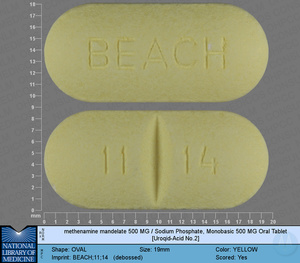 BEACH
11 14
methenamine mandelate 500 MG / Sodium Phosphate, Monobasic 500 MG Oral Tablet
[Uroqid-Acid No.2]
NATIONAL
LIBRARY OF
MEDICINE
Shape: OVAL Size: 19mm Color: YELLOW
Imprint: BEACH;11;14 (debossed) Scored: Yes